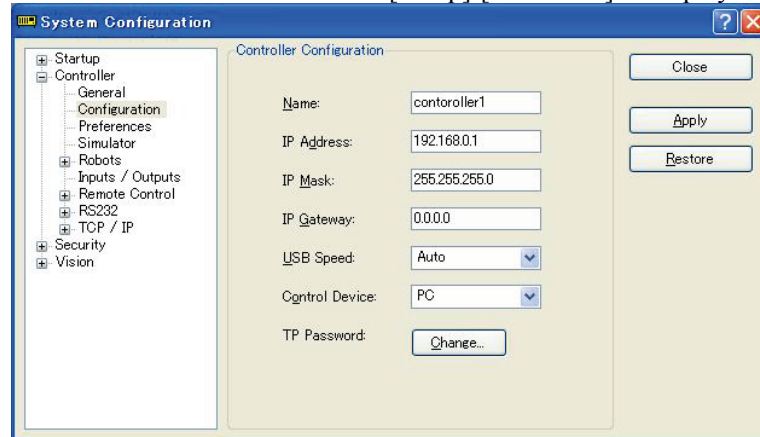 System Configuration
Startup
Controller
General
Configuration
Preferences
Simulator
Robots
Inputs / Outputs
Remote Control
RS232
TCP / IP
Security
Vision
Controller Configuration
Name: contoroller1
IP Address: 192.168.0.1
IP Mask: 255.255.255.0
IP Gateway: 0.0.0.0
USB Speed: Auto
Control Device: PC
TP Password: Change...
Close
Apply
Restore